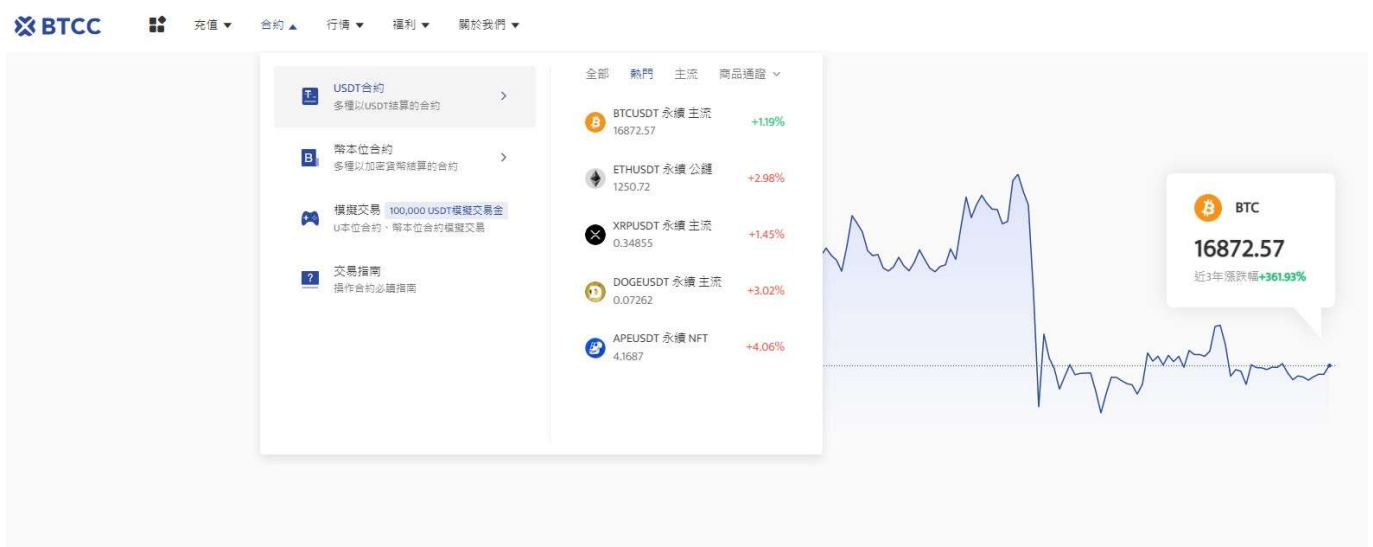 BTCC
充值 ▼
合約 ▲
行情 ▼
福利 ▼
關於我們 ▼
USDT合約
多種以USDT結算的合約
幣本位合約
多種以加密貨幣結算的合約
模擬交易 100,000 USDT模擬交易金
U本位合約、幣本位合約模擬交易
交易指南
操作合約必讀指南
全部 熱門 主流 商品通證
BTCUSDT 永續 主流
16872.57
+1.19%
ETHUSDT 永續 公鏈
1250.72
+2.98%
XRPUSDT 永續 主流
0.34855
+1.45%
DOGEUSDT 永續 主流
0.07262
+3.02%
APEUSDT 永續 NFT
4.1687
+4.06%
BTC
16872.57
近3年漲跌幅+361.93%